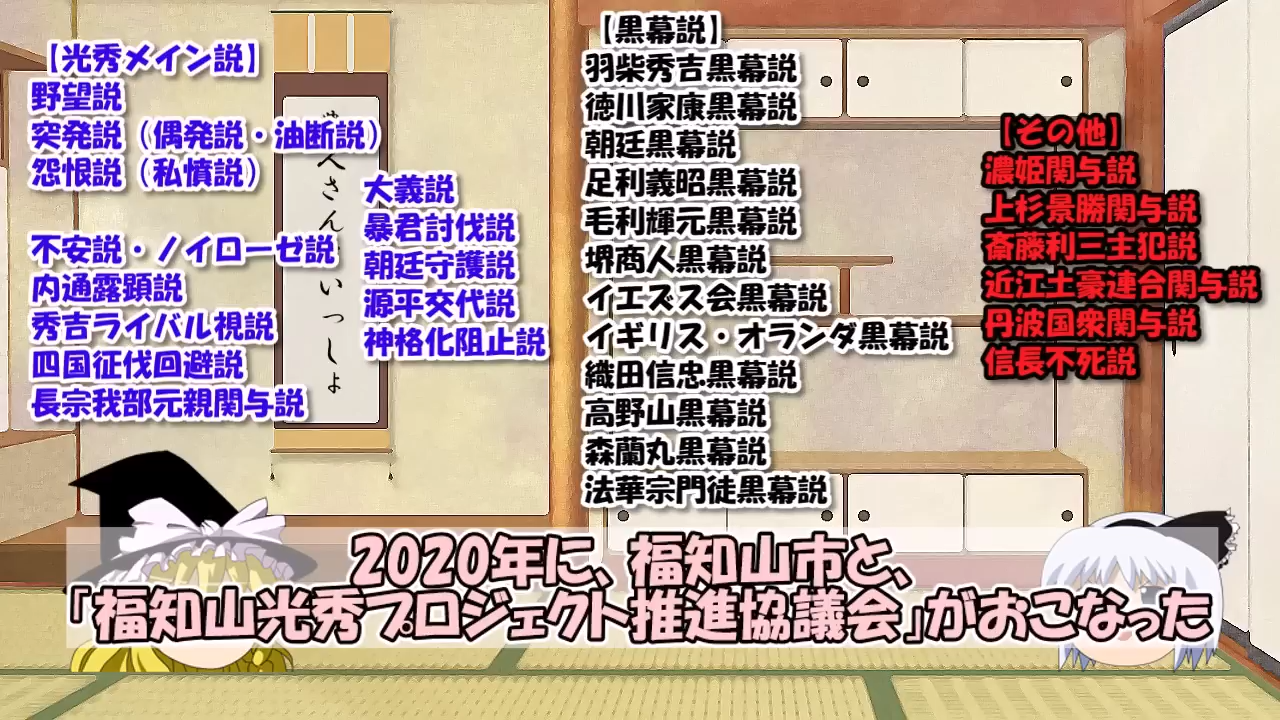 【光秀メイン説】
野望説
突発説（偶発説・油断説）
怨恨説（私憤説）
不安説・ノイローゼ説
内通露顕説
秀吉ライバル視説
四国征伐回避説
長宗我部元親関与説
大義説
暴君討伐説
朝廷守護説
源平交代説
神格化阻止説
【黒幕説】
羽柴秀吉黒幕説
徳川家康黒幕説
朝廷黒幕説
足利義昭黒幕説
毛利輝元黒幕説
堺商人黒幕説
イエズス会黒幕説
イギリス・オランダ黒幕説
織田信忠黒幕説
高野山黒幕説
森蘭丸黒幕説
法華宗門徒黒幕説
【その他】
濃姫関与説
上杉景勝関与説
斎藤利三主犯説
近江土豪連合関与説
丹波国衆関与説
信長不死説
2020年に、福知山市と、
「福知山光秀プロジェクト推進協議会」がおこなった